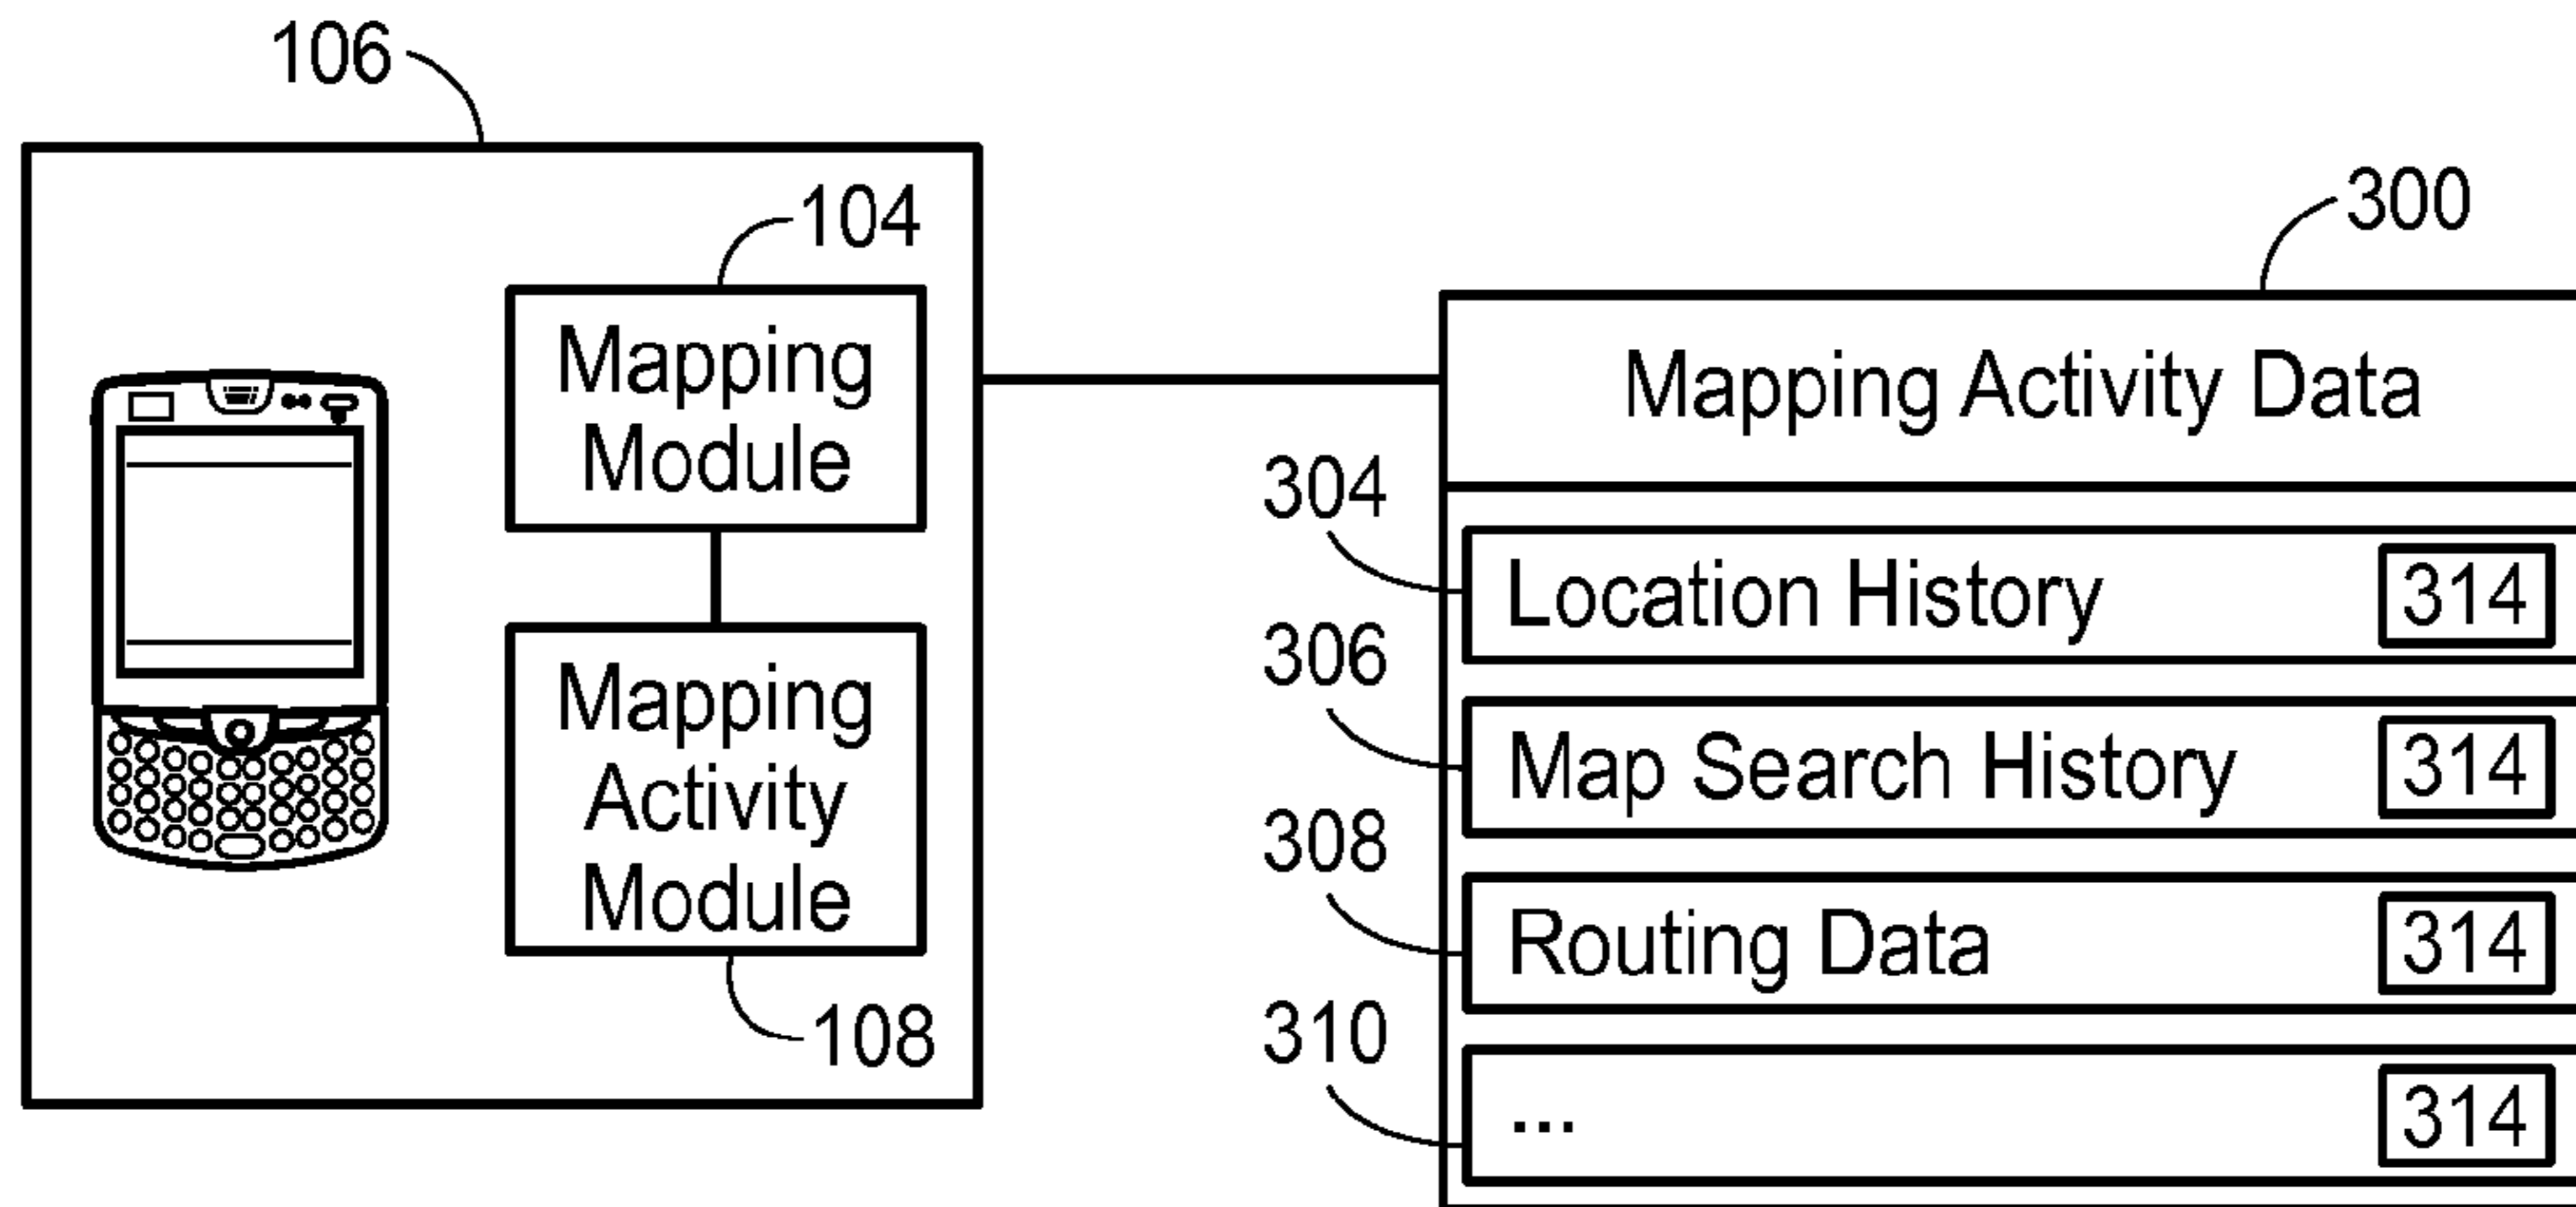 106
104
Mapping
Module
Mapping
Activity
Module
108
300
Mapping Activity Data
304
Location History 314
306
Map Search History 314
308
Routing Data 314
310
... 314